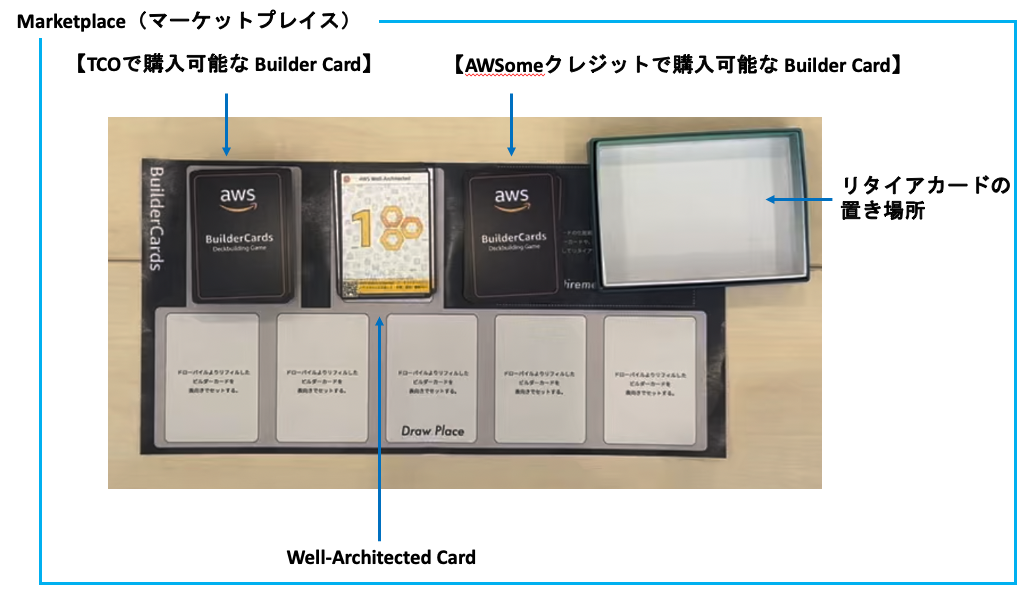 Marketplace（マーケットプレイス）
【TCOで購入可能な Builder Card】
【AWSomeクレジットで購入可能な Builder Card】
リタイアカードの
置き場所
BuilderCards
aws
BuilderCards
Deckbuilding Game
AWS Well-Architected
1
aws
BuilderCards
Deckbuilding Game
ドローパイルよりリフィルした
ビルダーカードを
表向きでセットする。
ドローパイルよりリフィルした
ビルダーカードを
表向きでセットする。
ドローパイルよりリフィルした
ビルダーカードを
表向きでセットする。
Draw Place
ドローパイルよりリフィルした
ビルダーカードを
表向きでセットする。
ドローパイルよりリフィルした
ビルダーカードを
表向きでセットする。
Well-Architected Card